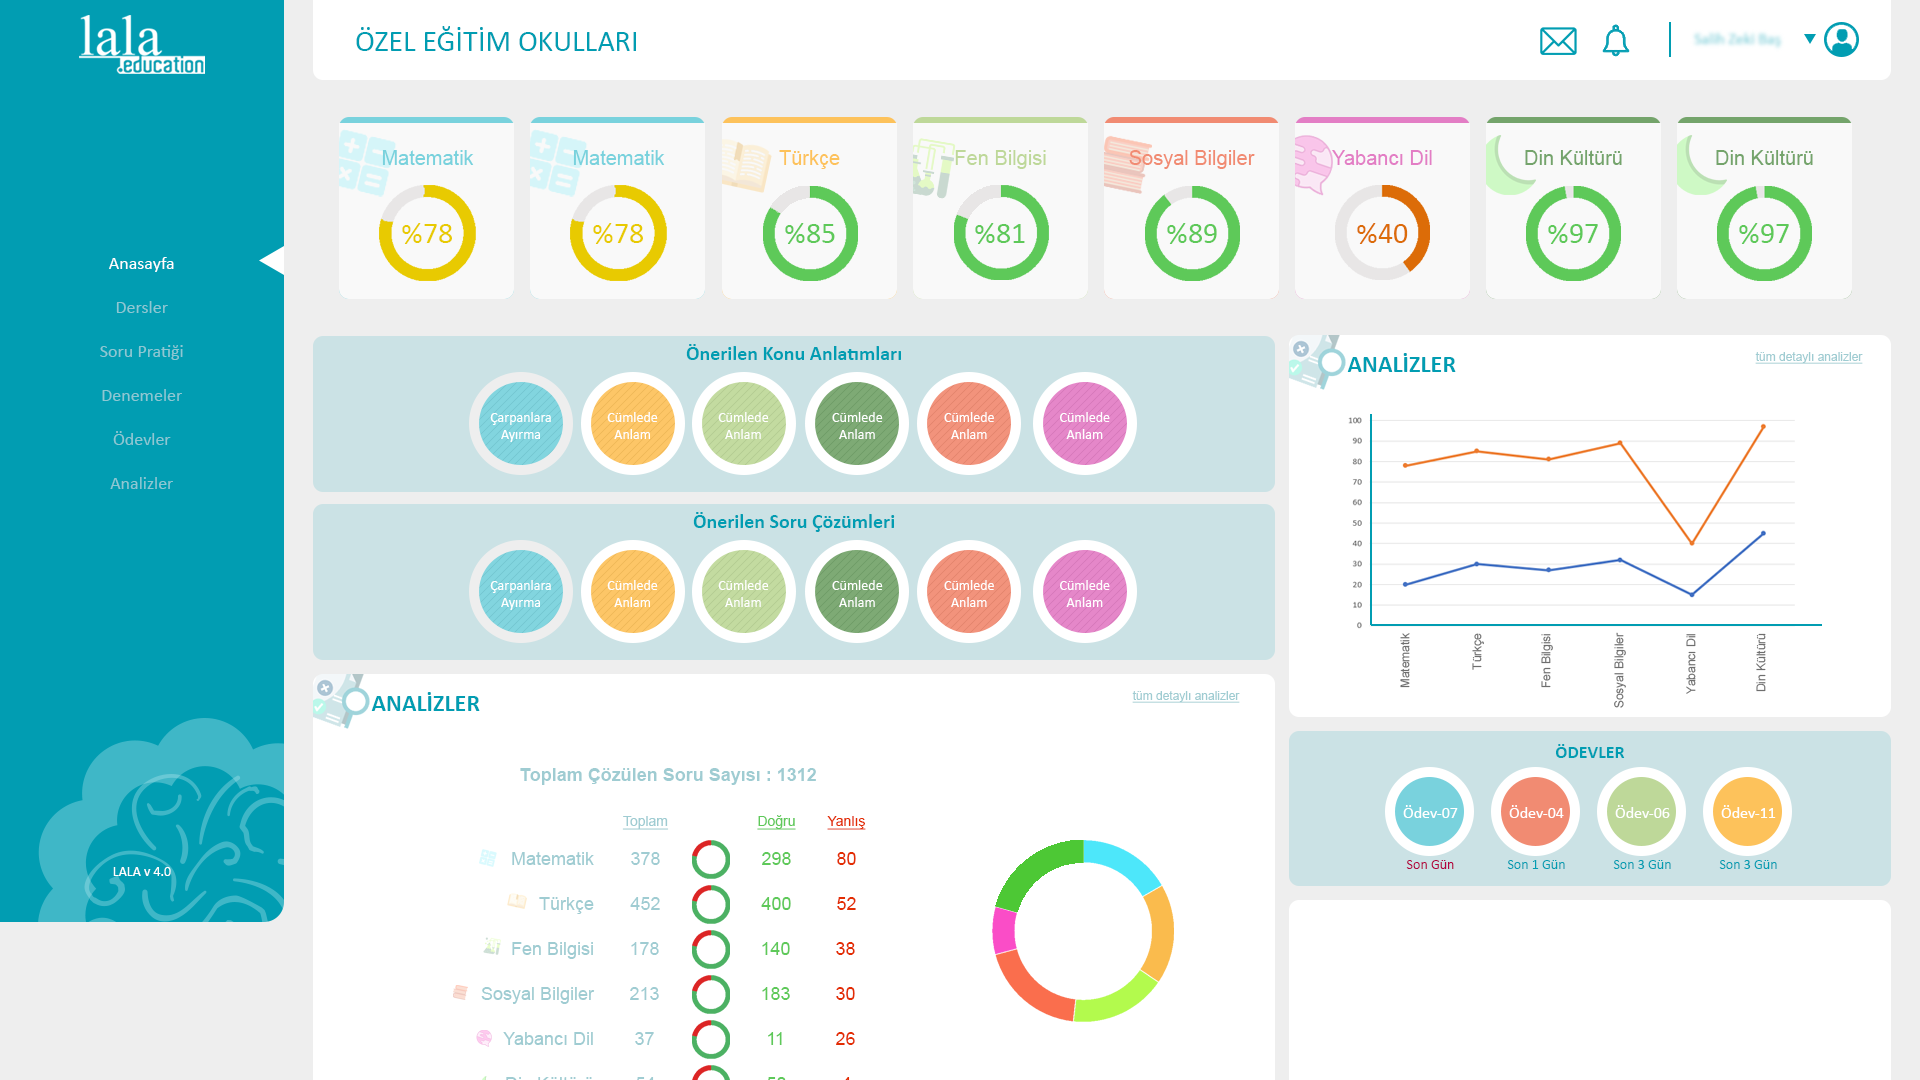 lala
.education
Anasayfa
Dersler
Soru Pratiği
Denemeler
Ödevler
Analizler
LALA v 4.0
ÖZEL EĞİTİM OKULLARI
Matematik
%78
Matematik
%78
Türkçe
%85
Fen Bilgisi
%81
Sosyal Bilgiler
%89
Yabancı Dil
%40
Din Kültürü
%97
Din Kültürü
%97
Önerilen Konu Anlatımları
Çarpanlara
Ayırma
Cümlede
Anlam
Cümlede
Anlam
Cümlede
Anlam
Cümlede
Anlam
Cümlede
Anlam
Önerilen Soru Çözümleri
Çarpanlara
Ayırma
Cümlede
Anlam
Cümlede
Anlam
Cümlede
Anlam
Cümlede
Anlam
Cümlede
Anlam
ANALİZLER
tüm detaylı analizler
Toplam Çözülen Soru Sayısı : 1312
Toplam Doğru Yanlış
Matematik 378 298 80
Türkçe 452 400 52
Fen Bilgisi 178 140 38
Sosyal Bilgiler 213 183 30
Yabancı Dil 37 11 26
ANALİZLER
tüm detaylı analizler
100
90
80
70
60
50
40
30
20
10
0
Matematik
Türkçe
Fen Bilgisi
Sosyal Bilgiler
Yabancı Dil
Din Kültürü
ÖDEVLER
Ödev-07
Son Gün
Ödev-04
Son 1 Gün
Ödev-06
Son 3 Gün
Ödev-11
Son 3 Gün